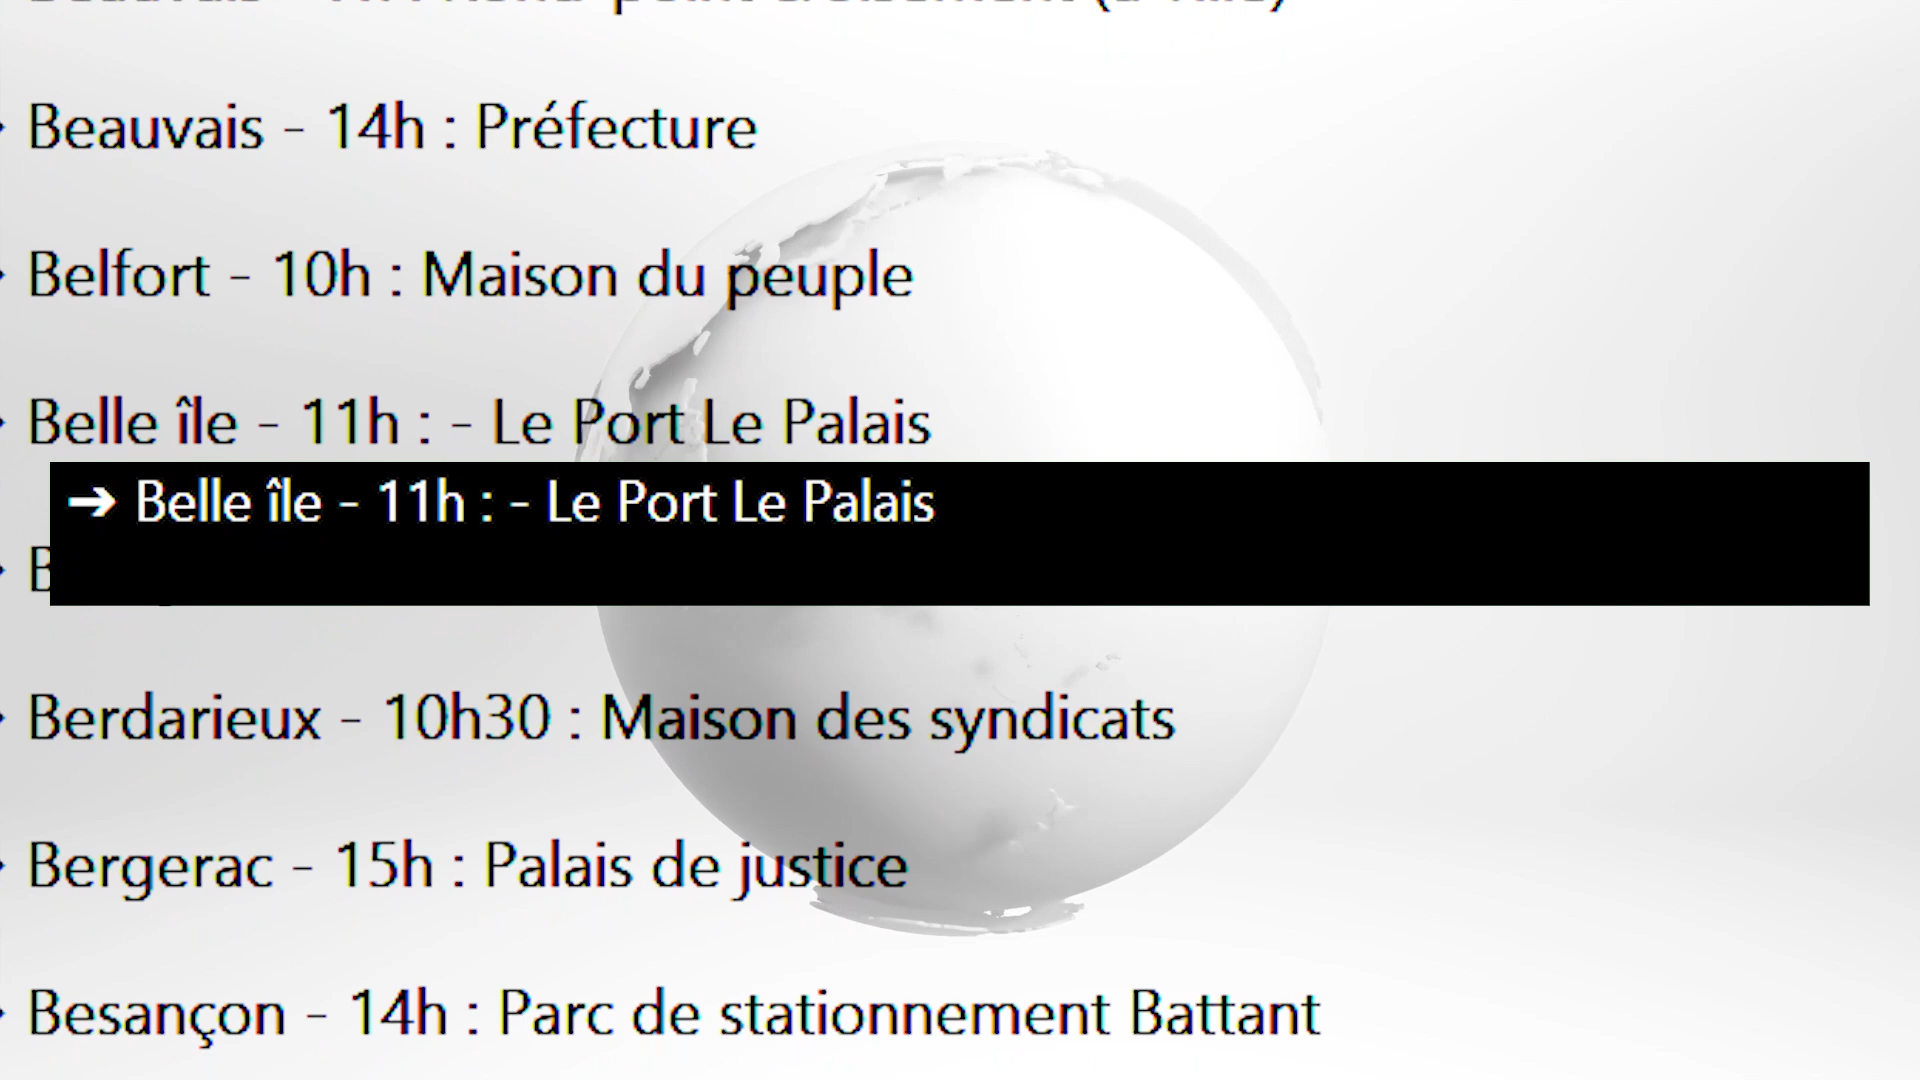 Beauvais - 14h : Préfecture
Belfort - 10h : Maison du peuple
Belle île - 11h : - Le Port Le Palais
➔ Belle île - 11h : - Le Port Le Palais
Berdarieux - 10h30 : Maison des syndicats
Bergerac - 15h : Palais de justice
Besançon - 14h : Parc de stationnement Battant